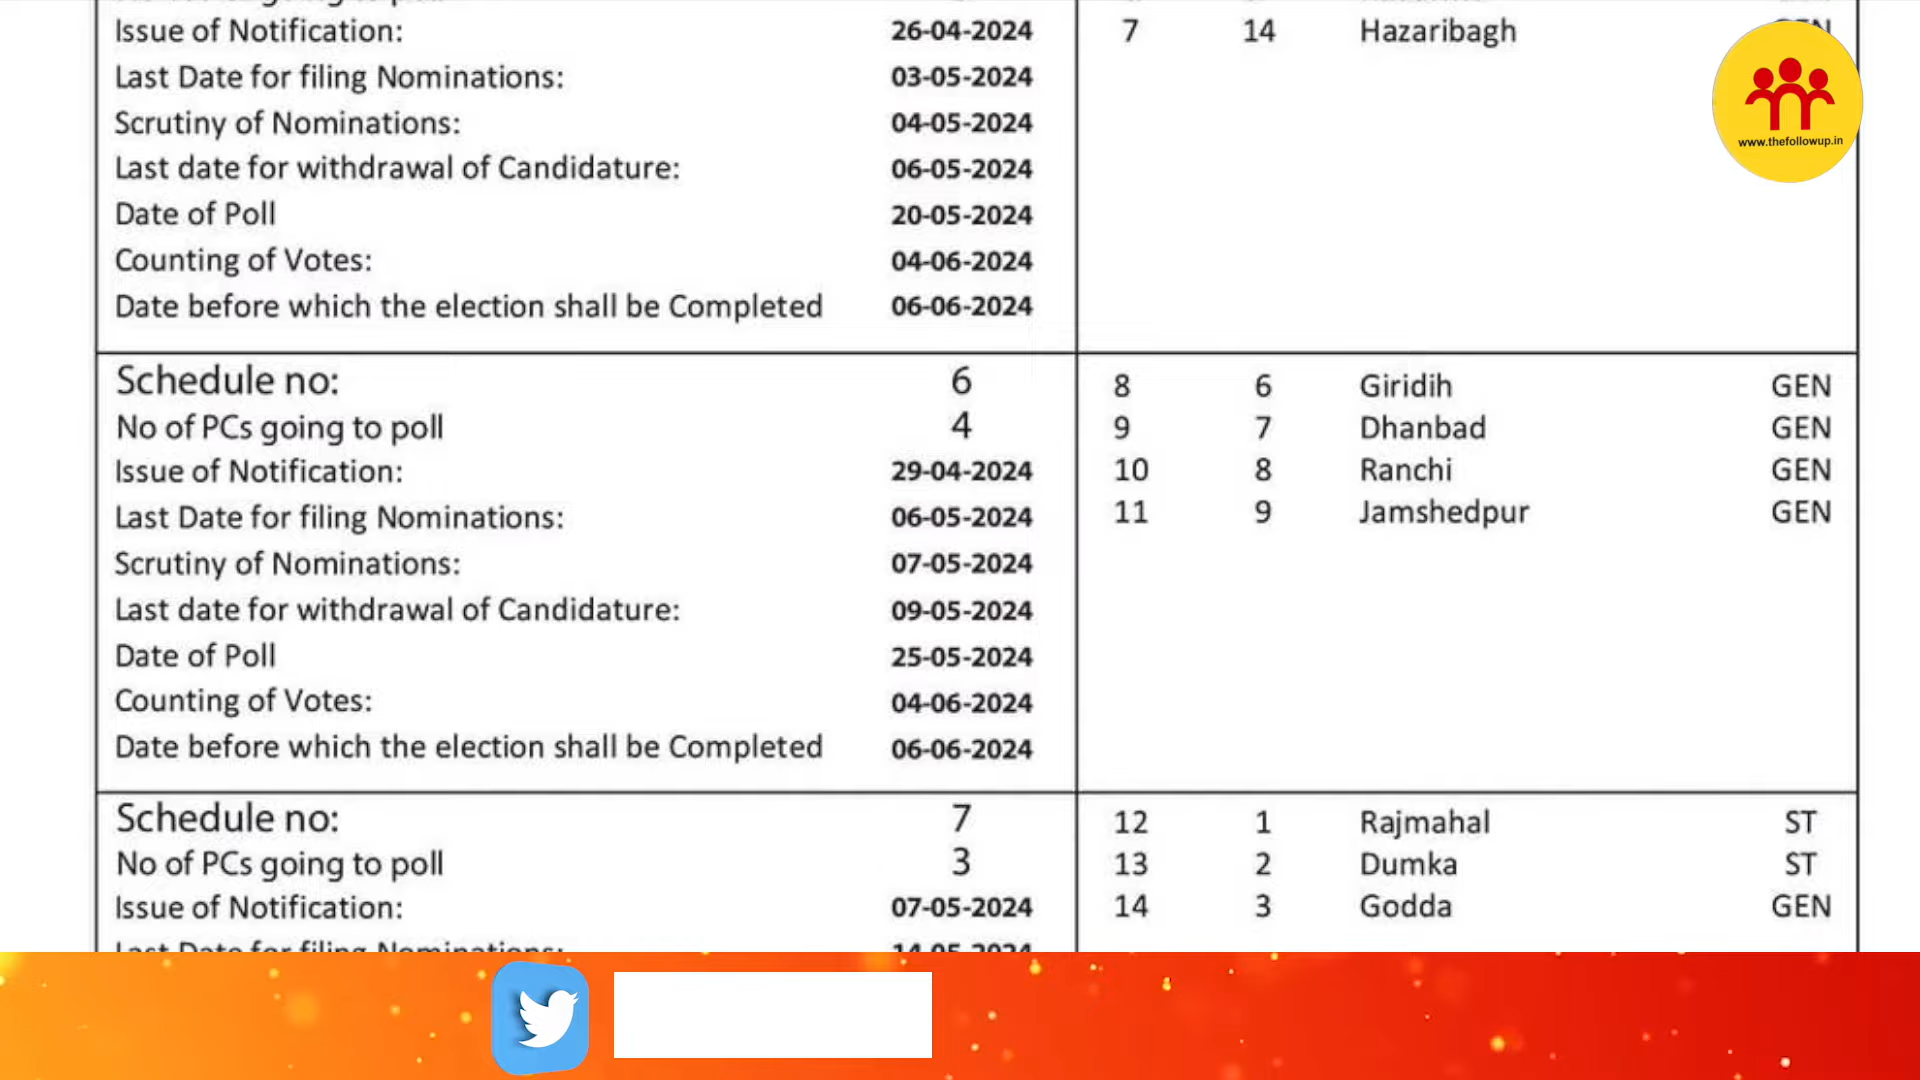 Issue of Notification: 26-04-2024 7 14 Hazaribagh
Last Date for filing Nominations: 03-05-2024
Scrutiny of Nominations: 04-05-2024
www.thefollowup.in
Last date for withdrawal of Candidature: 06-05-2024
Date of Poll 20-05-2024
Counting of Votes: 04-06-2024
Date before which the election shall be Completed 06-06-2024
Schedule no: 6 8 6 Giridih GEN
No of PCs going to poll 4 9 7 Dhanbad GEN
Issue of Notification: 29-04-2024 10 8 Ranchi GEN
Last Date for filing Nominations: 06-05-2024 11 9 Jamshedpur GEN
Scrutiny of Nominations: 07-05-2024
Last date for withdrawal of Candidature: 09-05-2024
Date of Poll 25-05-2024
Counting of Votes: 04-06-2024
Date before which the election shall be Completed 06-06-2024
Schedule no: 7 12 1 Rajmahal ST
No of PCs going to poll 3 13 2 Dumka ST
Issue of Notification: 07-05-2024 14 3 Godda GEN
Last Date for filing Nominations: 14-05-2024